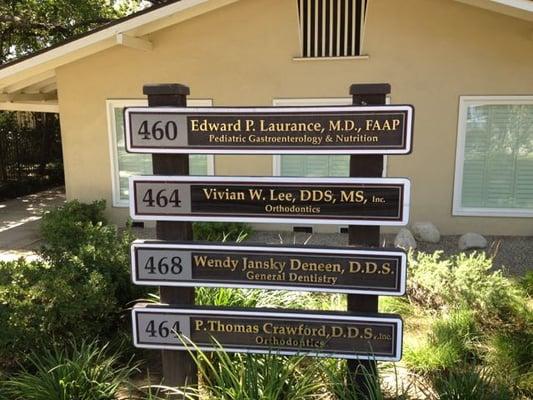 460 Edward P. Laurance, M.D., FAAP
Pediatric Gastroenterology & Nutrition
464 Vivian W. Lee, DDS, MS, Inc.
Orthodontics
468 Wendy Jansky Deneen, D.D.S.
General Dentistry
464 P. Thomas Crawford, D.D.S., Inc.
Orthodontics